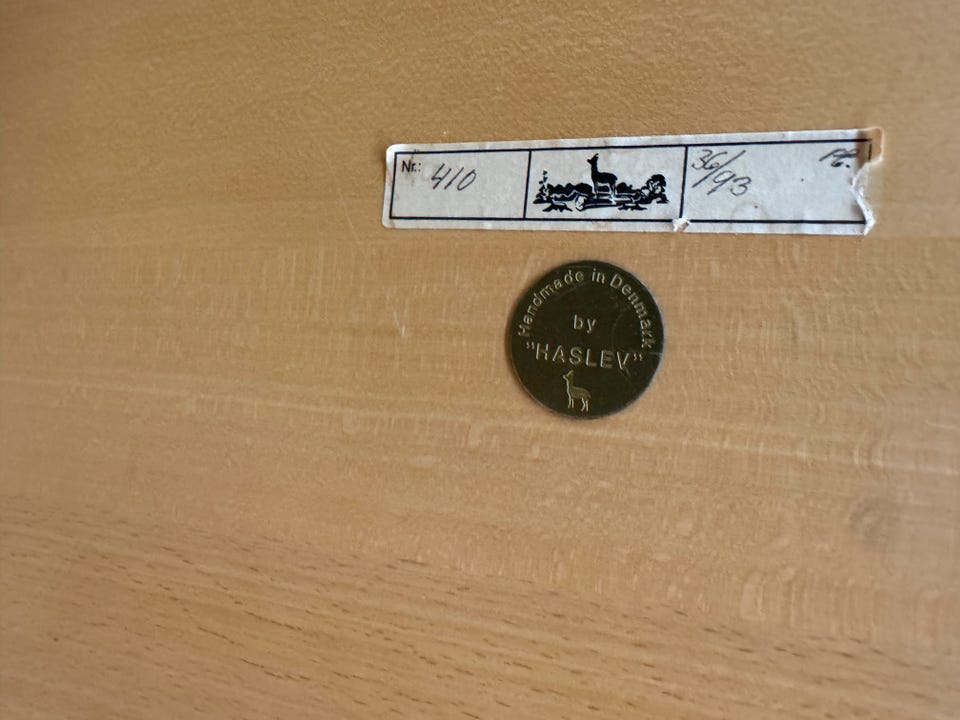 Nr.: 410
36/93
Handmade in Denmark
by
"HASLEV"